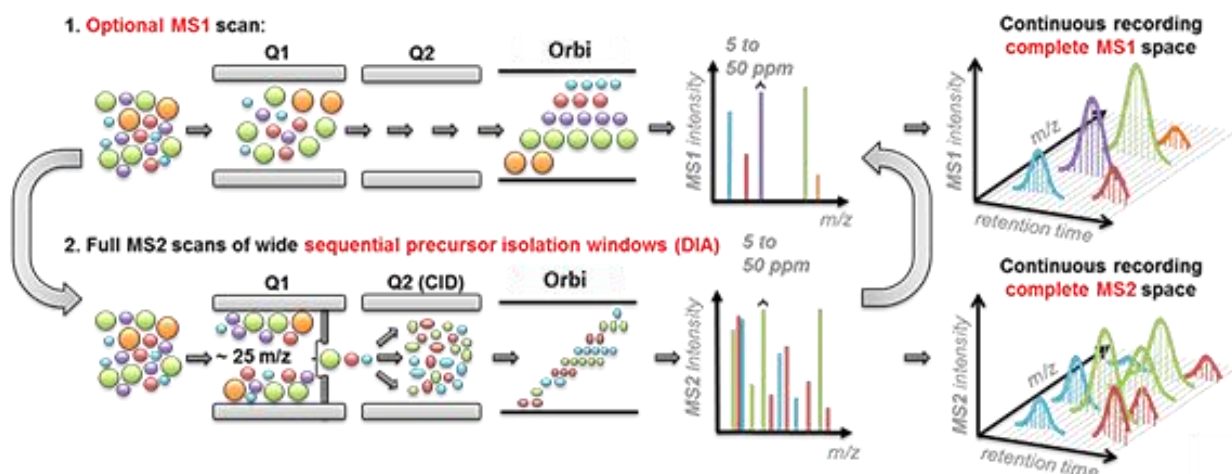 1. Optional MS1 scan:
Q1
Q2
Orbi
5 to
50 ppm
^
MS1 intensity
m/z
Continuous recording
complete MS1 space
MS1 intensity
m/z
retention time
2. Full MS2 scans of wide sequential precursor isolation windows (DIA)
Q1
Q2 (CID)
Orbi
~ 25 m/z
5 to
50 ppm
^
MS2 Intensity
m/z
Continuous recording
complete MS2 space
MS2 intensity
m/z
retention time